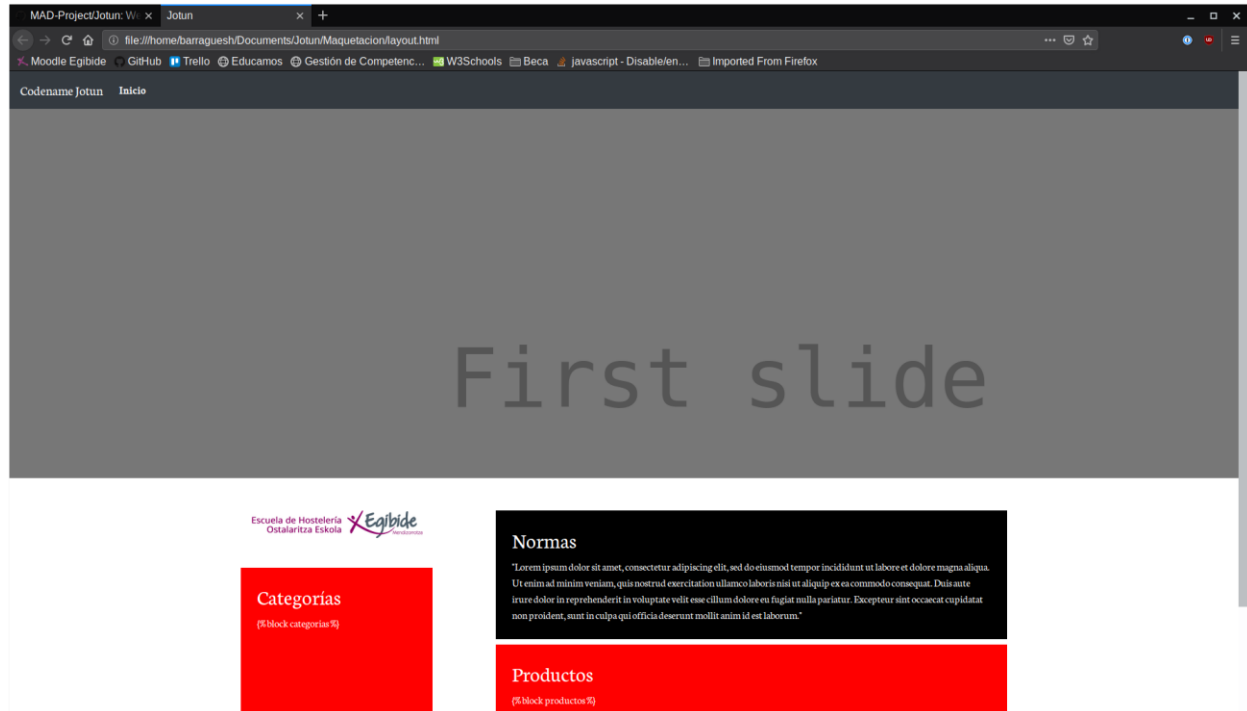 MAD-Project/Jotun: W
Jotun
file:///home/barraguesh/Documents/Jotun/Maquetacion/layout.html
Moodle Egibide GitHub Trello Educamos Gestión de Competenc... W3Schools Beca javascript - Disable/en... Imported From Firefox
Codename Jotun Inicio
First slide
Escuela de Hostelería
Ostalaritza Eskola
Egibide
Mendizorrotza
Categorías
{% block categorias %}
Normas
"Lorem ipsum dolor sit amet, consectetur adipiscing elit, sed do eiusmod tempor incididunt ut labore et dolore magna aliqua.
Ut enim ad minim veniam, quis nostrud exercitation ullamco laboris nisi ut aliquip ex ea commodo consequat. Duis aute
irure dolor in reprehenderit in voluptate velit esse cillum dolore eu fugiat nulla pariatur. Excepteur sint occaecat cupidatat
non proident, sunt in culpa qui officia deserunt mollit anim id est laborum."
Productos
{% block productos %}